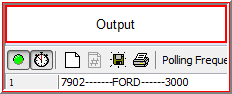 Output
Polling Freque
1 7902-------FORD------3000